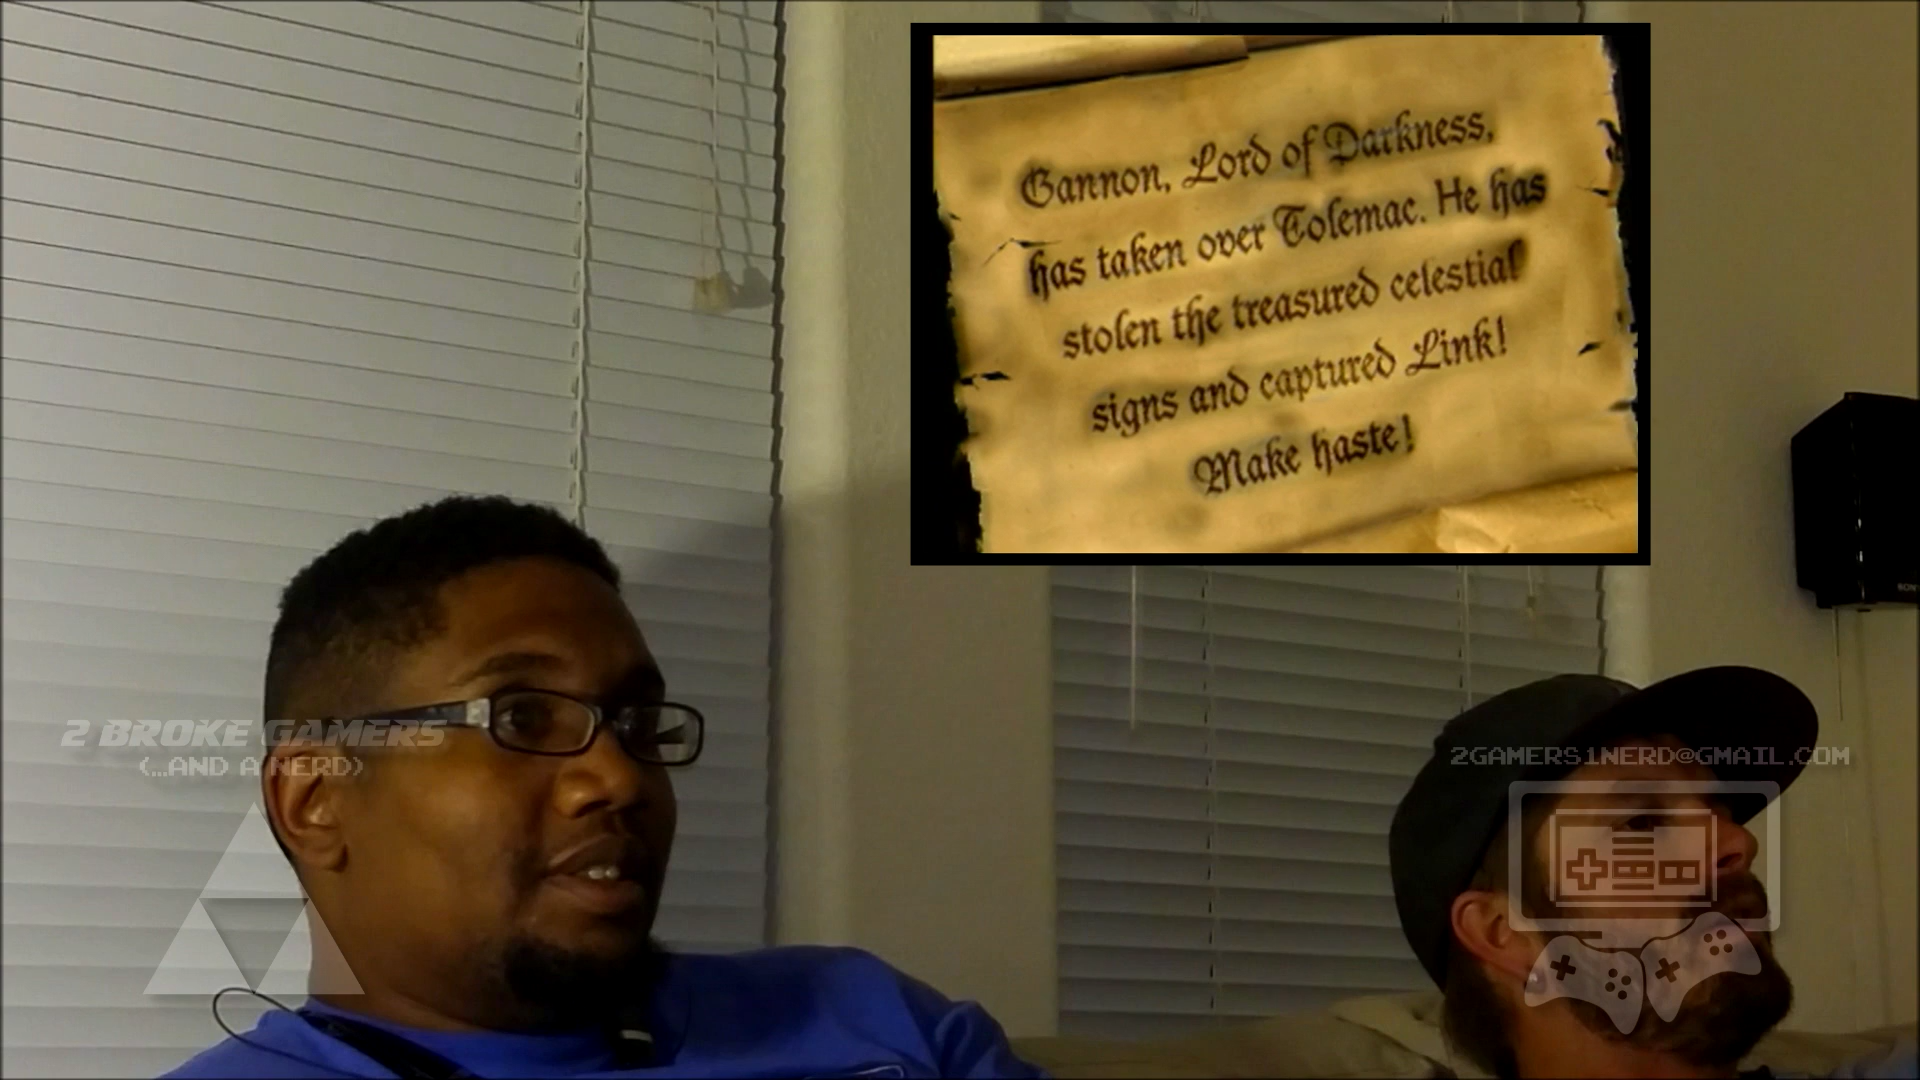 Gannon, Lord of Darkness,
has taken over Tolemac. He has
stolen the treasured celestial
signs and captured Link!
Make haste!
SONY
2 BROKE GAMERS
(...AND A NERD)
2GAMERS1NERD@GMAIL.COM